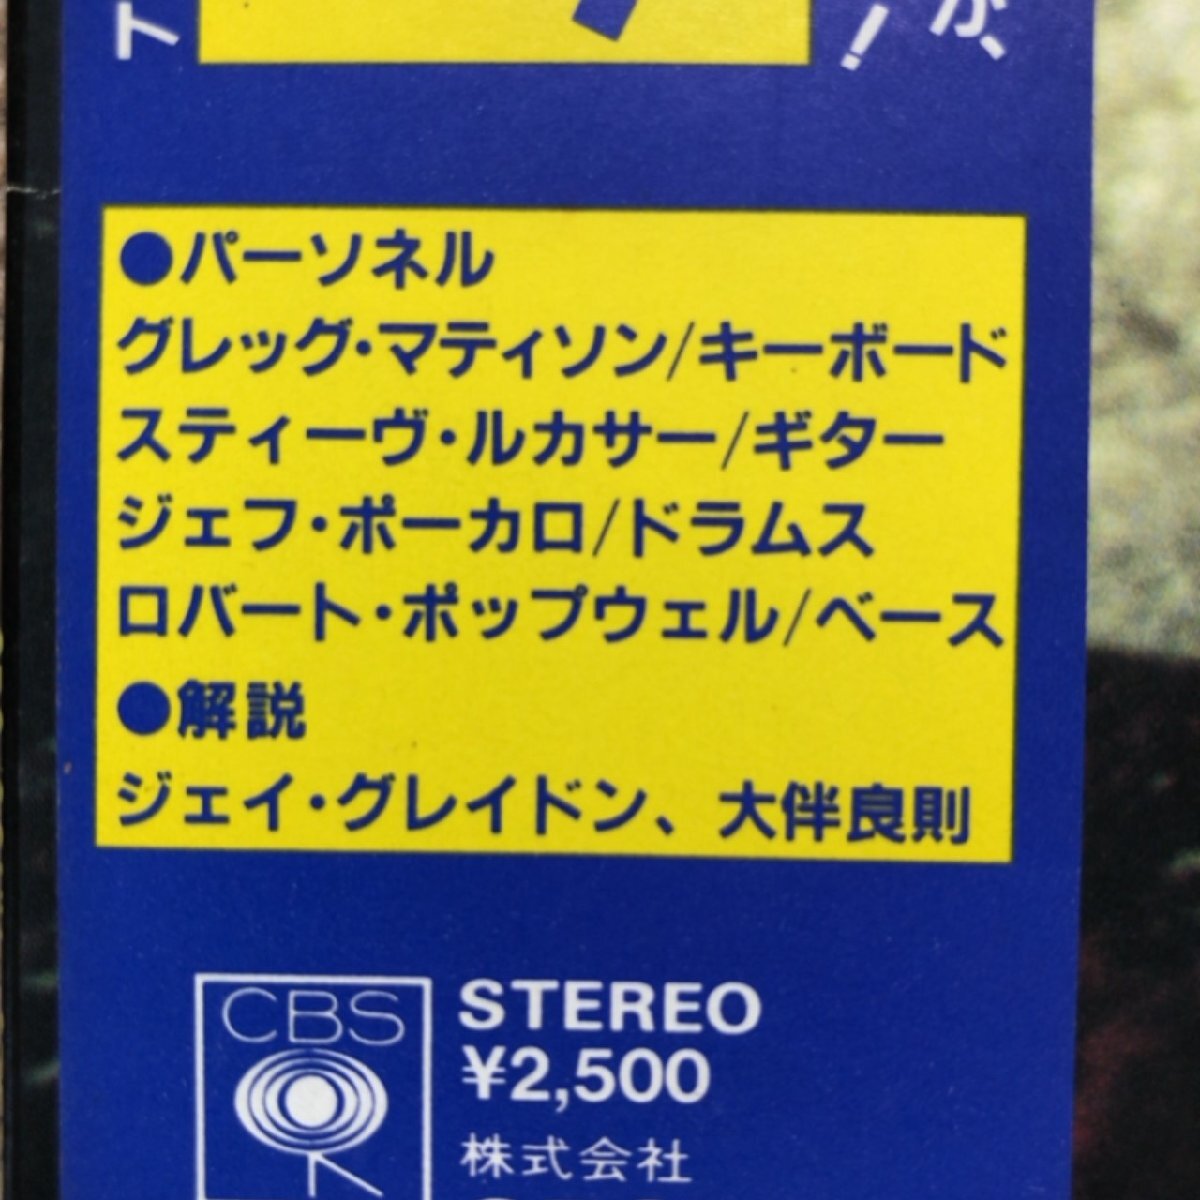 ト
!
が、
●パーソネル
グレッグ・マティソン/キーボード
スティーヴ・ルカサー/ギター
ジェフ・ポーカロ/ドラムス
ロバート・ポップウェル/ベース
●解説
ジェイ・グレイドン、大伴良則
CBS
STEREO
¥2,500
株式会社